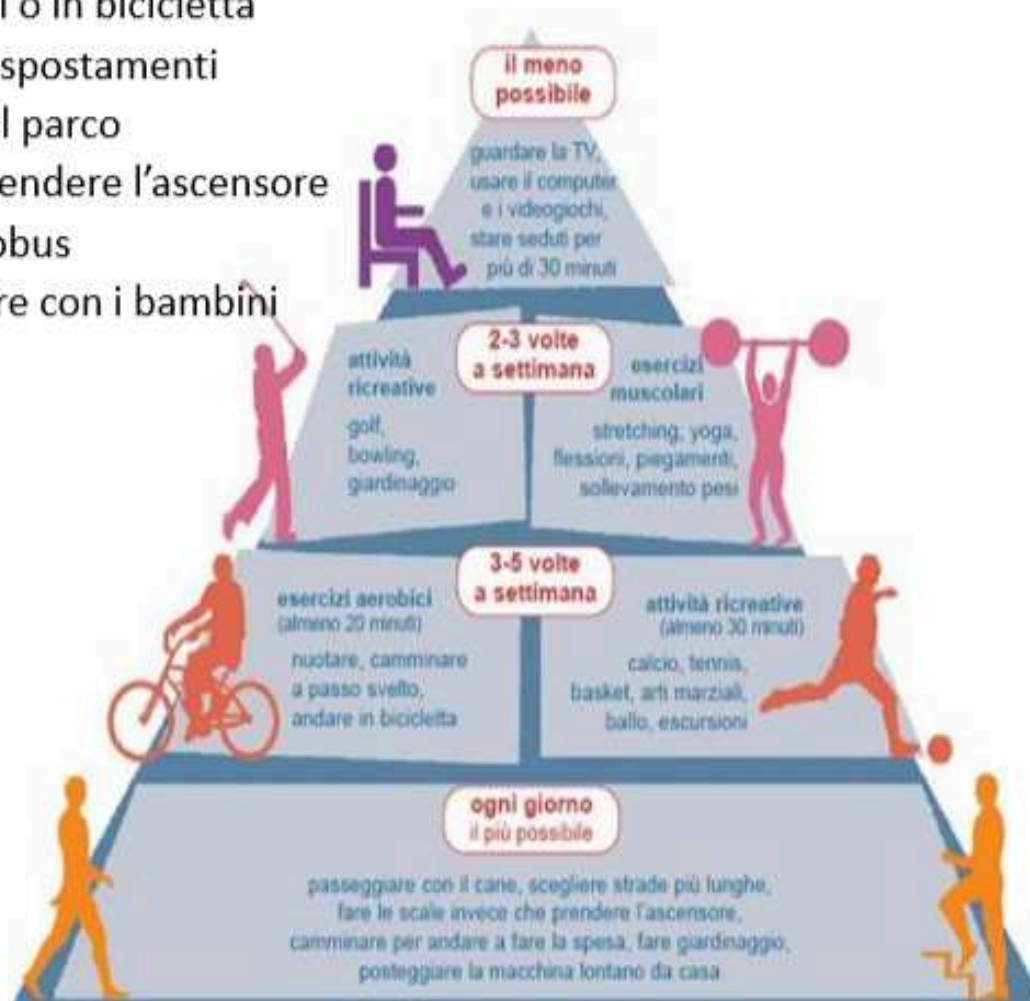 o in bicicletta
spostamenti
l parco
endere l'ascensore
obus
re con i bambini
il meno
possibile
guardare la TV,
usare il computer
e i videogiochi,
stare seduti per
più di 30 minuti
2-3 volte
a settimana
attività
ricreative
golf,
bowling,
giardinaggio
esercizi
muscolari
stretching, yoga,
flessioni, piegamenti,
sollevamento pesi
3-5 volte
a settimana
esercizi aerobici
(almeno 20 minuti)
nuotare, camminare
a passo svelto,
andare in bicicletta
attività ricreative
(almeno 30 minuti)
calcio, tennis,
basket, arti marziali,
ballo, escursioni
ogni giorno
il più possibile
passeggiare con il cane, scegliere strade più lunghe,
fare le scale invece che prendere l'ascensore,
camminare per andare a fare la spesa, fare giardinaggio,
posteggiare la macchina lontano da casa